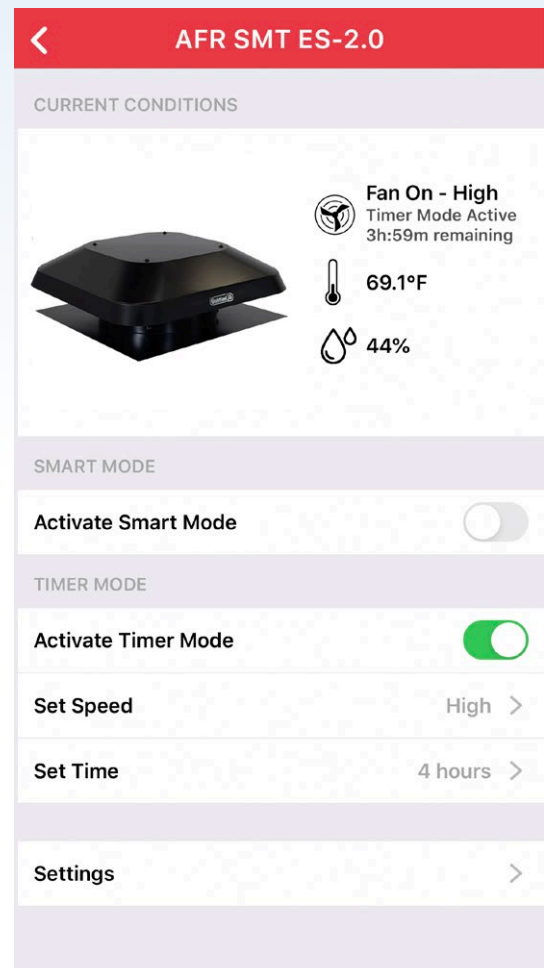 AFR SMT ES-2.0
CURRENT CONDITIONS
Fan On - High
Timer Mode Active
3h:59m remaining
69.1°F
44%
SMART MODE
Activate Smart Mode
TIMER MODE
Activate Timer Mode
Set Speed
High
Set Time
4 hours
Settings